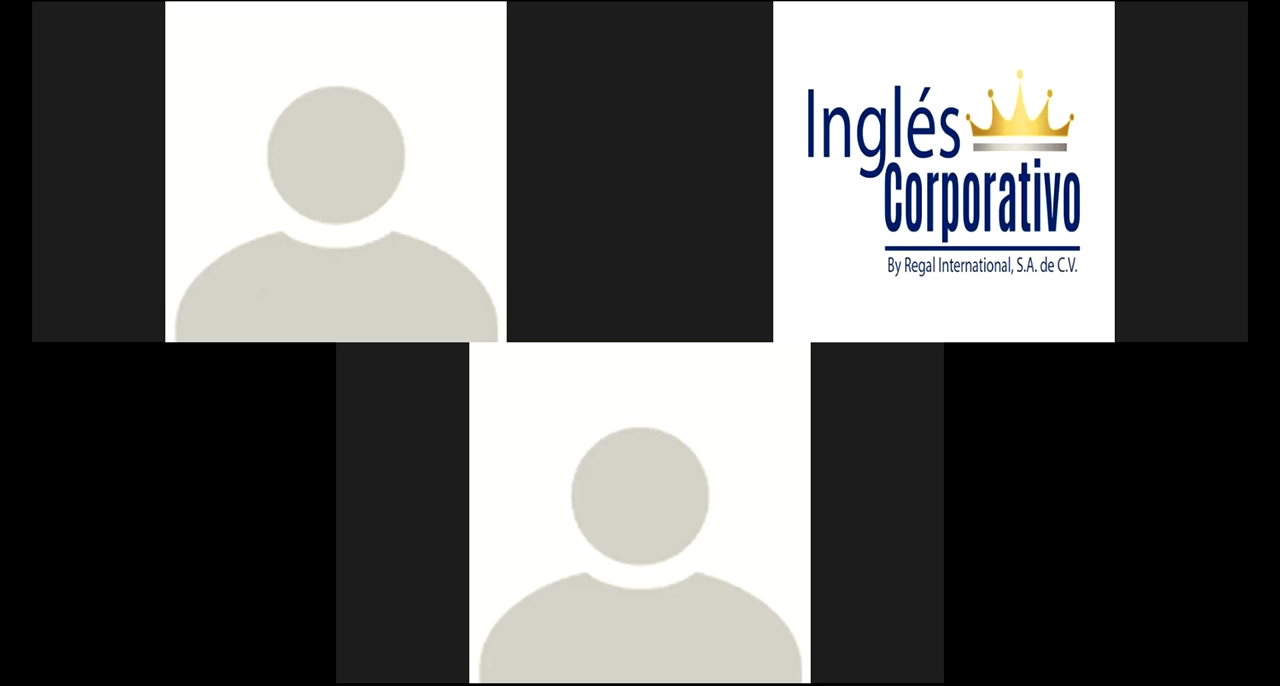 Inglés
Corporativo
By Regal International, S.A. de C.V.